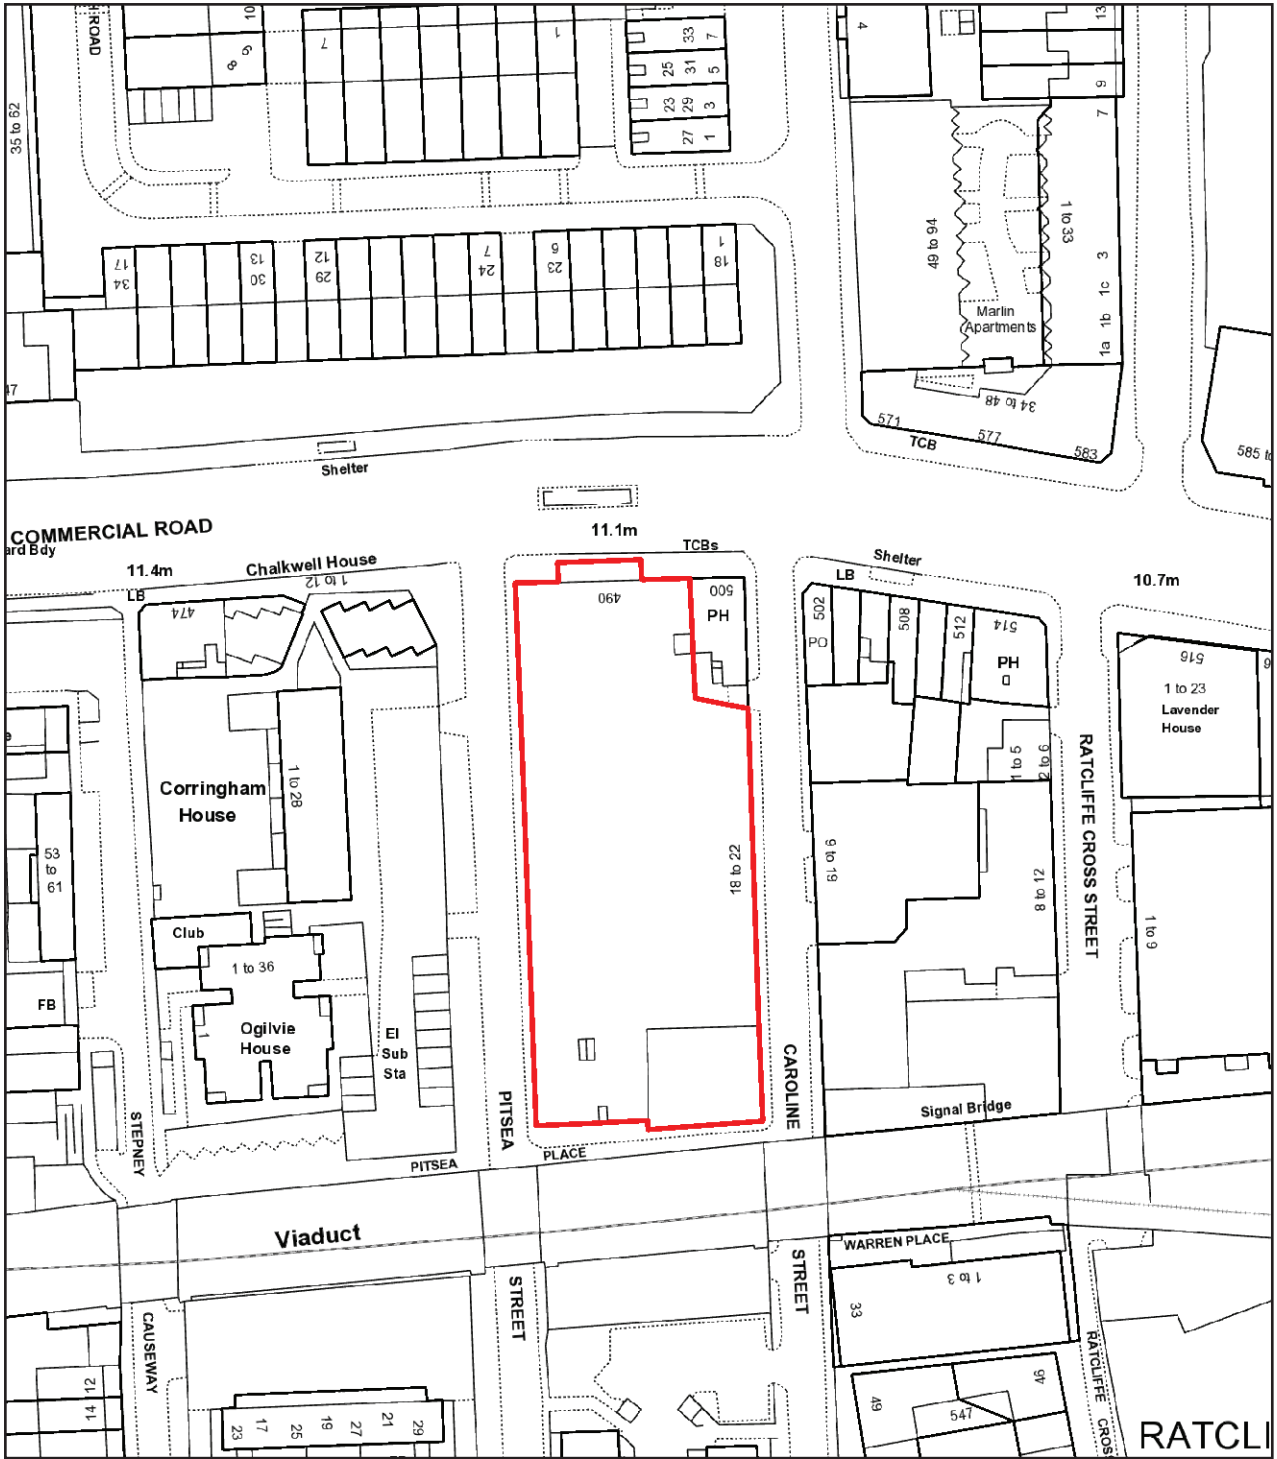 ROAD
10
9
8
7
1
33
7
25
31
5
23
29
3
27
1
4
13
9
7
35 to 62
17
34
13
30
12
29
7
24
6
23
1
18
49 to 94
1 to 33
3
1c
1b
1a
Marlin
Apartments
34 to 48
571
577
583
TCB
585 to
47
Shelter
COMMERCIAL ROAD
ard Bdy
11.4m
11.1m
10.7m
Chalkwell House
1 to 12
LB
474
TCBs
490
500
PH
Shelter
LB
502
PO
508
512
514
PH
516
1 to 23
Lavender
House
1 to 5
2 to 6
RATCLIFFE CROSS STREET
Corringham
House
1 to 28
53
to
61
18 to 22
9 to 19
8 to 12
1 to 9
Club
1 to 36
FB
1
Ogilvie
House
El
Sub
Sta
CAROLINE
PITSEA
STEPNEY
Signal Bridge
PITSEA
PLACE
Viaduct
WARREN PLACE
1 to 3
33
STREET
STREET
CAUSEWAY
14 12
23
17
25
19
27
21
29
49
547
46
RATCLIFFE
CROSS
RATCLI